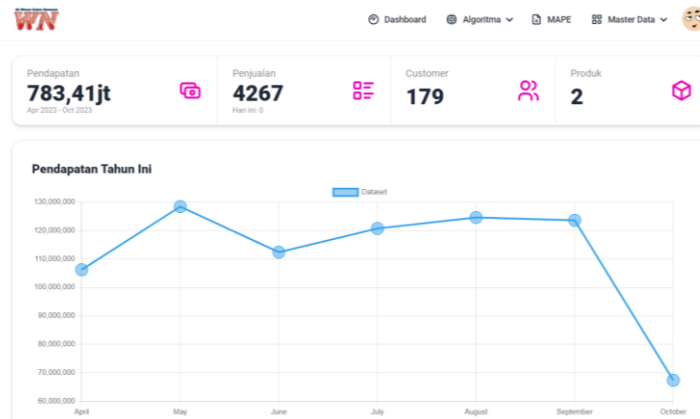 WN
Dashboard
Algoritma
MAPE
Master Data
Pendapatan
783,41jt
Apr 2023 - Oct 2023
Penjualan
4267
Hari ini: 0
Customer
179
Produk
2
Pendapatan Tahun Ini
Dataset
130,000,000
120,000,000
110,000,000
100,000,000
90,000,000
80,000,000
70,000,000
60,000,000
April May June July August September October